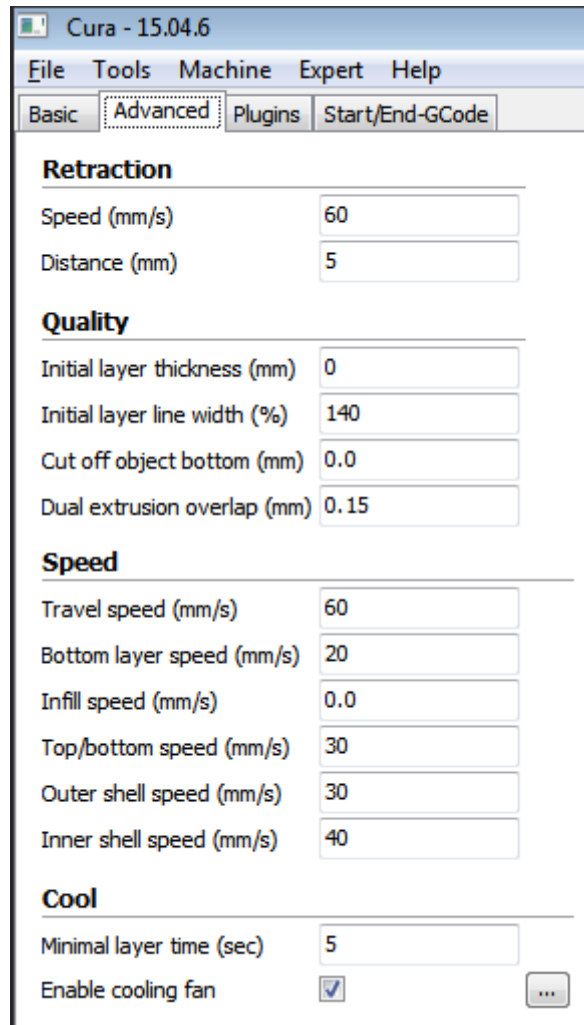 Cura - 15.04.6
File Tools Machine Expert Help
Basic Advanced Plugins Start/End-GCode
Retraction
Speed (mm/s) 60
Distance (mm) 5
Quality
Initial layer thickness (mm) 0
Initial layer line width (%) 140
Cut off object bottom (mm) 0.0
Dual extrusion overlap (mm) 0.15
Speed
Travel speed (mm/s) 60
Bottom layer speed (mm/s) 20
Infill speed (mm/s) 0.0
Top/bottom speed (mm/s) 30
Outer shell speed (mm/s) 30
Inner shell speed (mm/s) 40
Cool
Minimal layer time (sec) 5
Enable cooling fan ...